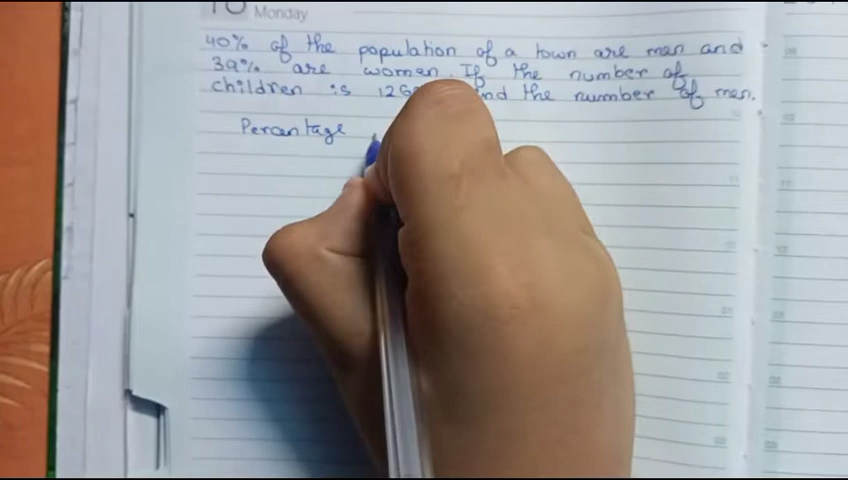 Monday
40% of the population of a town are men and
39% are women. If the number of
children is the number of men.
Percentage